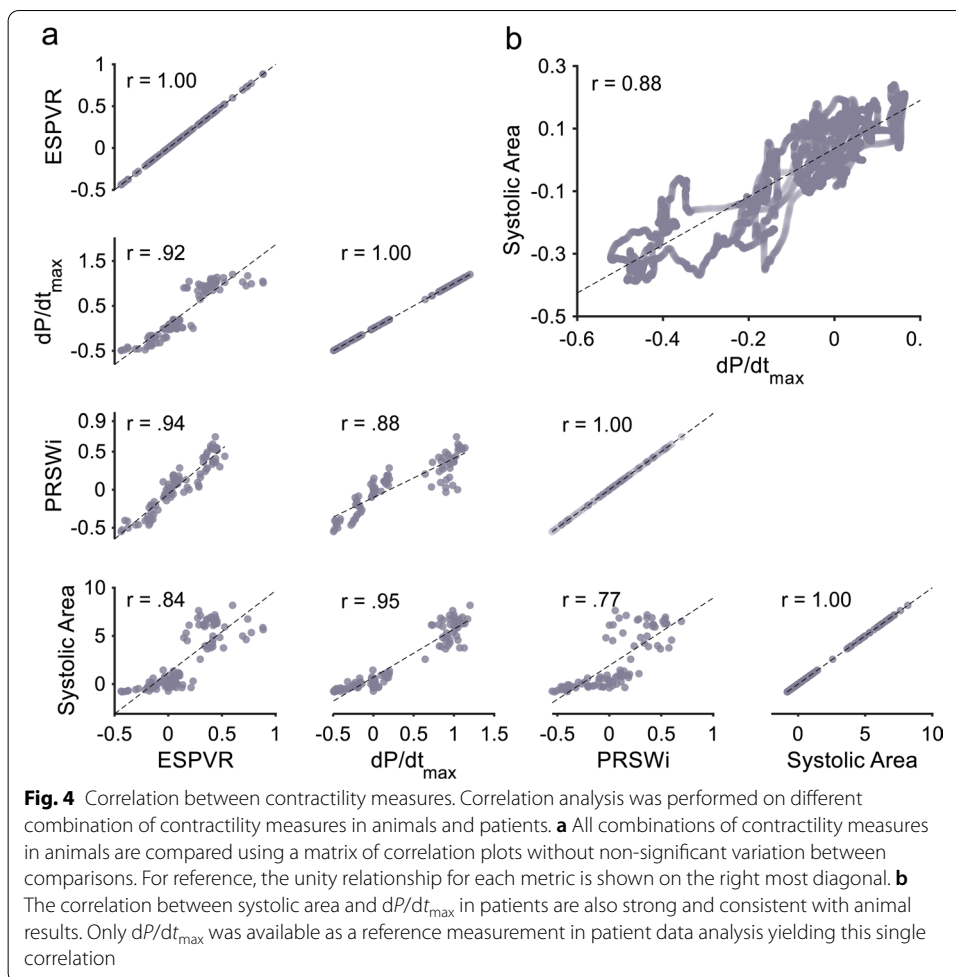 a
b
1
0.5
0
-0.5
ESPVR
r = 1.00
0.3
0.1
-0.1
-0.3
-0.5
Systolic Area
r = 0.88
-0.6
-0.4
-0.2
0
0.
dP/dtmax
1.5
0.5
-0.5
dP/dtmax
r = .92
r = 1.00
0.9
0.5
0
-0.5
PRSWi
r = .94
r = .88
r = 1.00
10
5
0
Systolic Area
r = .84
r = .95
r = .77
r = 1.00
-0.5 0 0.5 1
ESPVR
-0.5 0 0.5 1 1.5
dP/dtmax
-0.5 0 0.5 1
PRSWi
0 10
Systolic Area
Fig. 4 Correlation between contractility measures. Correlation analysis was performed on different
combination of contractility measures in animals and patients. a All combinations of contractility measures
in animals are compared using a matrix of correlation plots without non-significant variation between
comparisons. For reference, the unity relationship for each metric is shown on the right most diagonal. b
The correlation between systolic area and dP/dtmax in patients are also strong and consistent with animal
results. Only dP/dtmax was available as a reference measurement in patient data analysis yielding this single
correlation